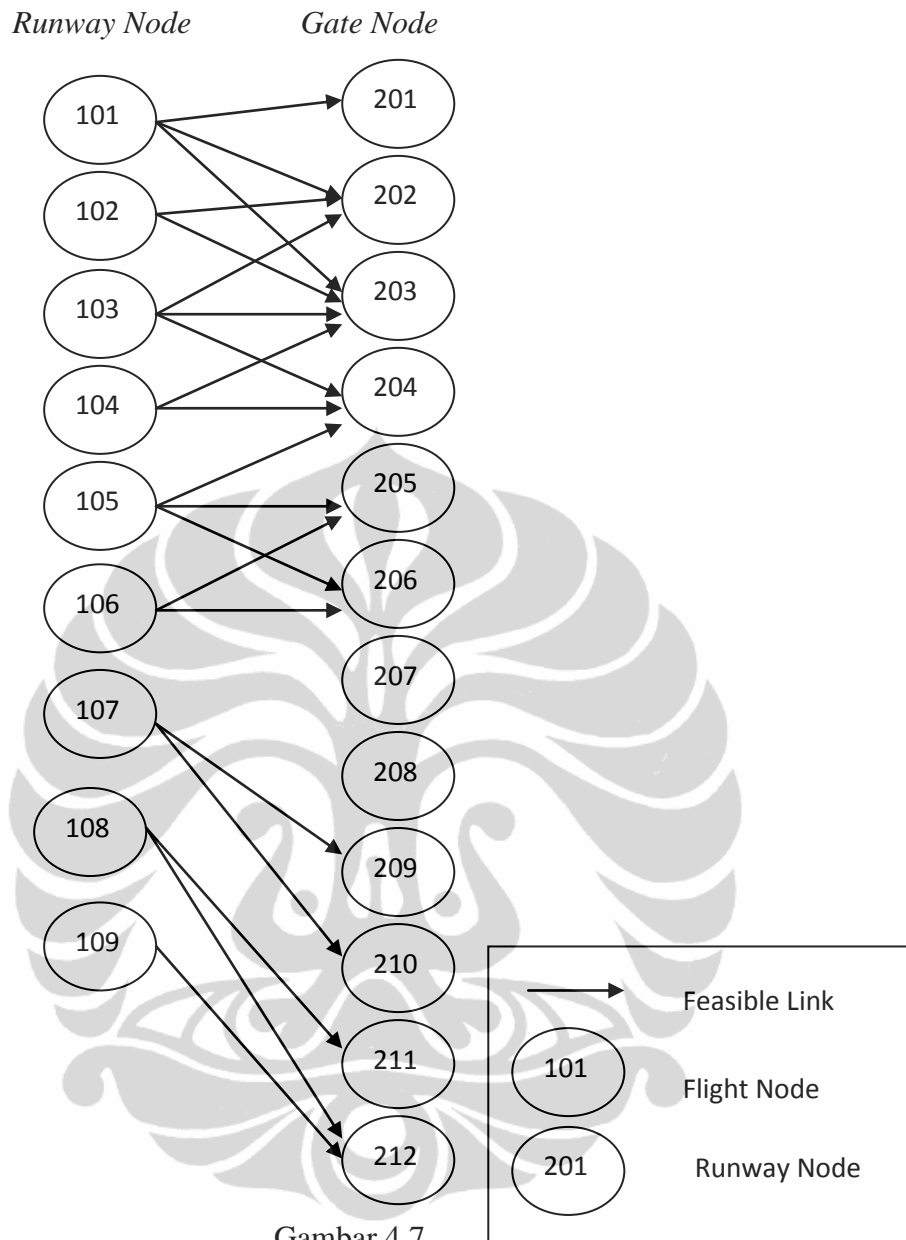 Runway Node Gate Node
101 201
102 202
103 203
104 204
105 205
106 206
107 207
208
108 209
109 210
211
212
Feasible Link
101 Flight Node
201 Runway Node
Gambar 4.7